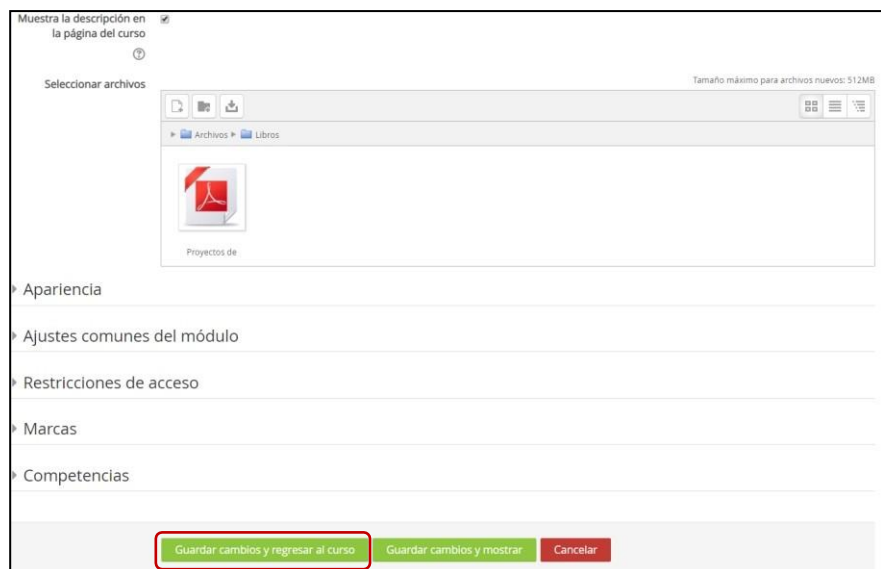 Muestra la descripción en
la página del curso
Seleccionar archivos
Tamaño máximo para archivos nuevos: 512MB
Archivos Libros
Proyectos de
Apariencia
Ajustes comunes del módulo
Restricciones de acceso
Marcas
Competencias
Guardar cambios y regresar al curso Guardar cambios y mostrar Cancelar